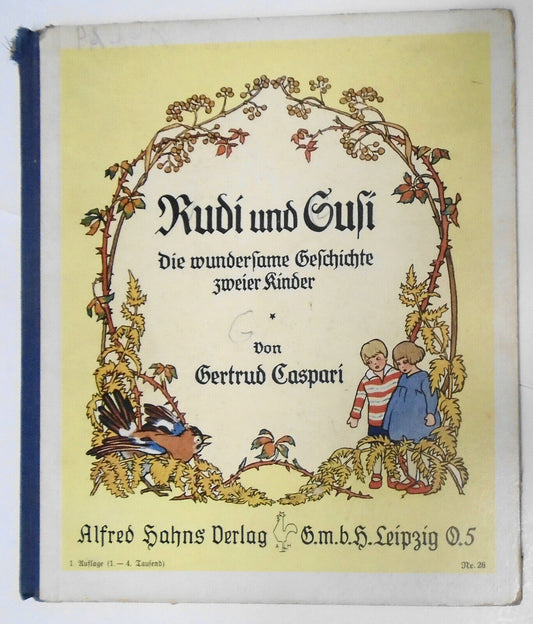 Rudi und Susi
Die wundersame Geschichte
zweier Kinder
*
Von
Gertrud Caspari
Alfred Hahns Verlag G.m.b.H. Leipzig O.5
A H
1 Auflage (1. — 4. Tausend)
Nr. 26